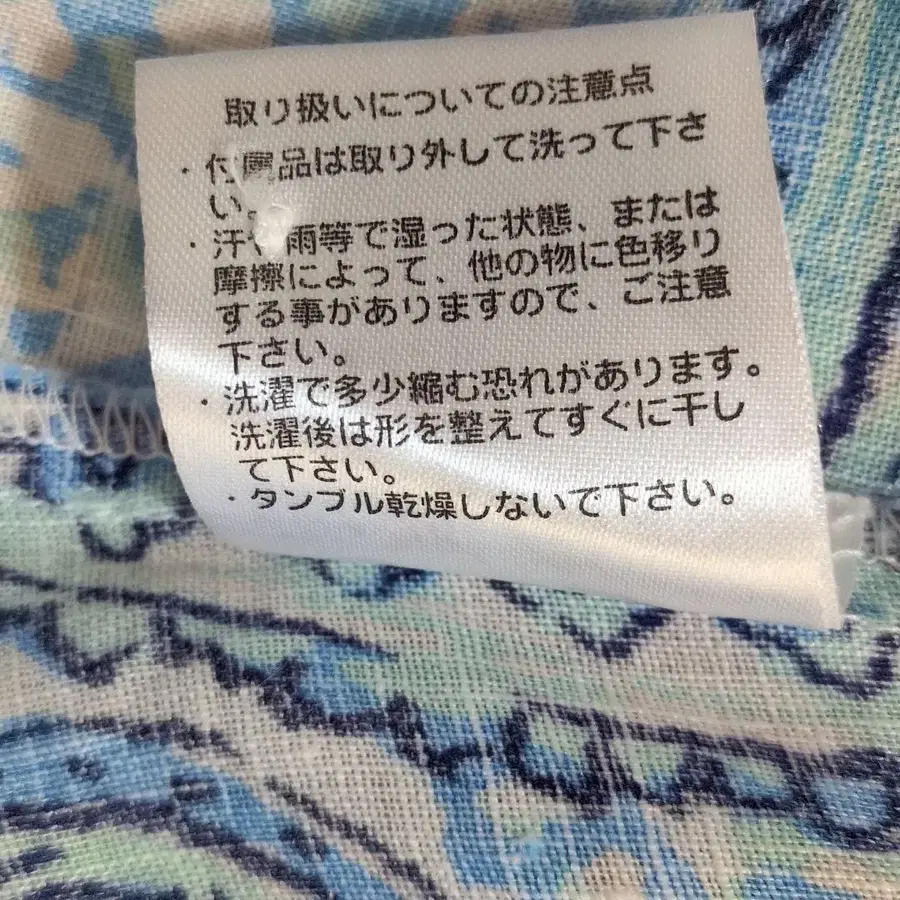 取り扱いについての注意点
・付属品は取り外して洗って下さ
い。
・汗や雨等で湿った状態、または
摩擦によって、他の物に色移り
する事がありますので、ご注意
下さい。
・洗濯で多少縮む恐れがあります。
洗濯後は形を整えてすぐに干し
て下さい。
・タンブル乾燥しないで下さい。